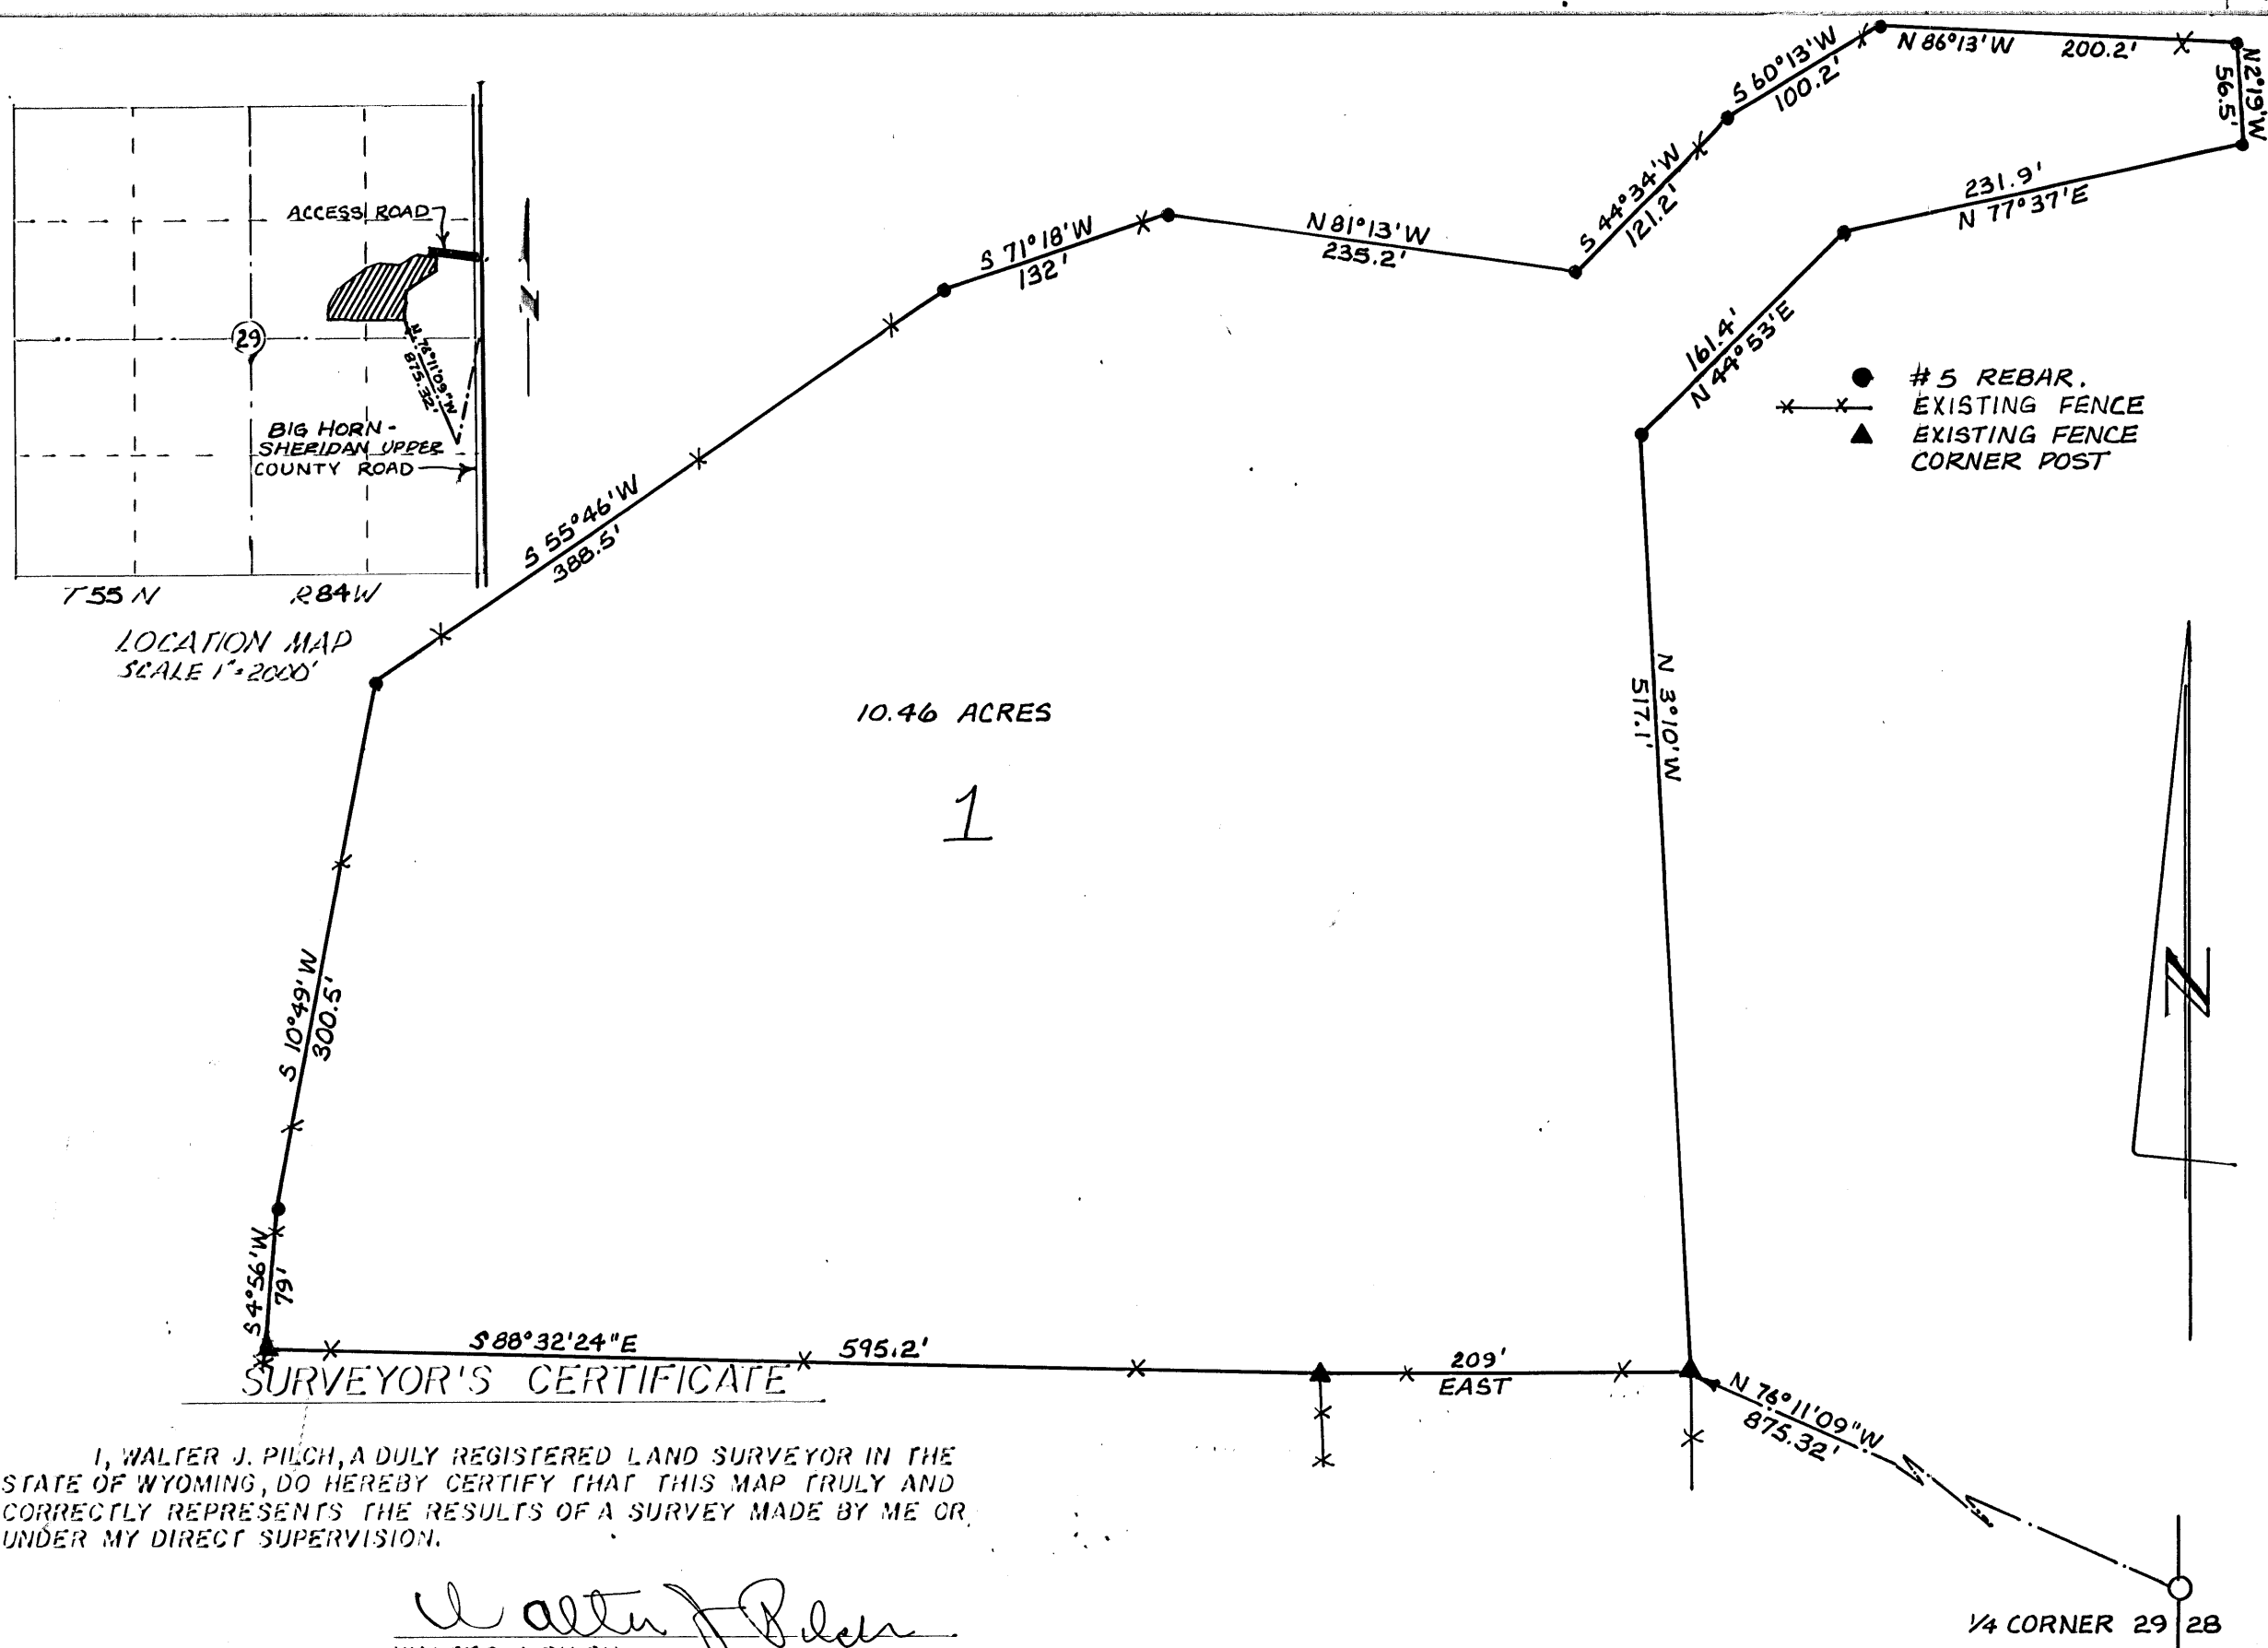 N 86°13'W 200.2'
N 2°19'W
56.5'
S 60°13'W
100.2'
S 44°34'W
121.2'
231.9'
N 77°37'E
N 81°13'W
235.2'
S 71°18'W
132'
161.4'
N 44°53'E
ACCESS ROAD
N
29
N 76°11'09"W
875.32'
BIG HORN-
SHERIDAN UPPER
COUNTY ROAD
T55N R84W
LOCATION MAP
SCALE 1"=2000'
#5 REBAR.
EXISTING FENCE
EXISTING FENCE
CORNER POST
S 55°46'W
388.5'
10.46 ACRES
1
N 3°10'W
517.1'
N
S 10°49'W
300.5'
S 4°56'W
79'
S 88°32'24"E 595.2'
209'
EAST
N 76°11'09"W
875.32'
SURVEYOR'S CERTIFICATE
I, WALTER J. PILCH, A DULY REGISTERED LAND SURVEYOR IN THE
STATE OF WYOMING, DO HEREBY CERTIFY THAT THIS MAP TRULY AND
CORRECTLY REPRESENTS THE RESULTS OF A SURVEY MADE BY ME OR
UNDER MY DIRECT SUPERVISION.
Walter J Pilch
1/4 CORNER 29 28